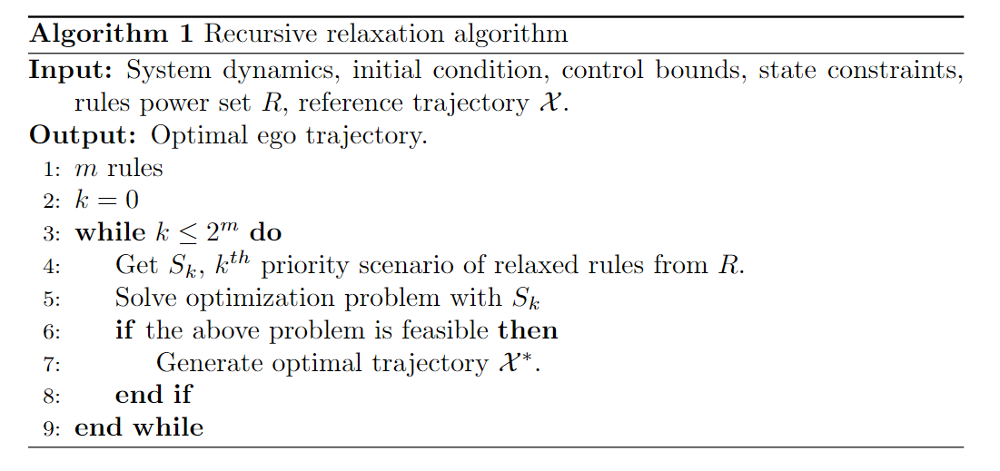 Algorithm 1 Recursive relaxation algorithm
Input: System dynamics, initial condition, control bounds, state constraints,
rules power set R, reference trajectory 𝒳.
Output: Optimal ego trajectory.
1: m rules
2: k = 0
3: while k ≤ 2^m do
4: Get S_k, k^th priority scenario of relaxed rules from R.
5: Solve optimization problem with S_k
6: if the above problem is feasible then
7: Generate optimal trajectory 𝒳*.
8: end if
9: end while